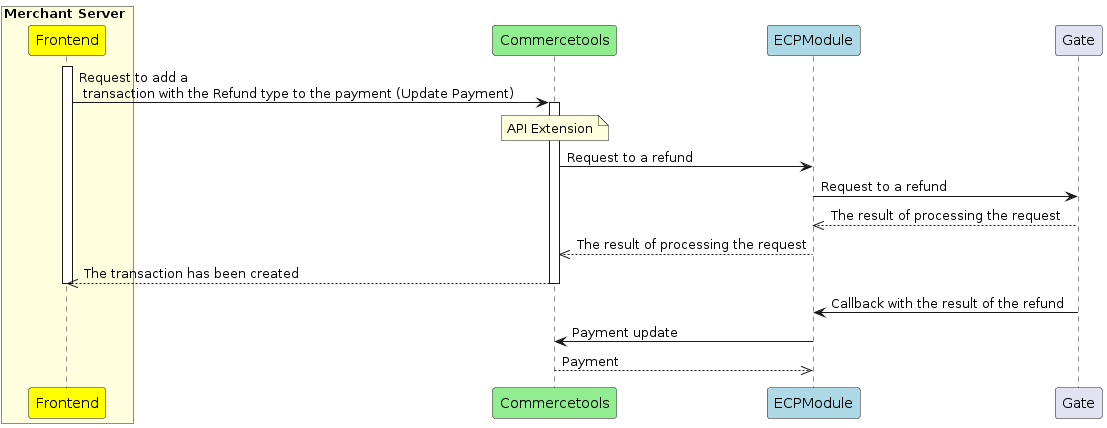 Merchant Server
Frontend
Commercetools
ECPModule
Gate
Request to add a
transaction with the Refund type to the payment (Update Payment)
API Extension
Request to a refund
Request to a refund
The result of processing the request
The result of processing the request
The transaction has been created
Callback with the result of the refund
Payment update
Payment
Frontend
Commercetools
ECPModule
Gate